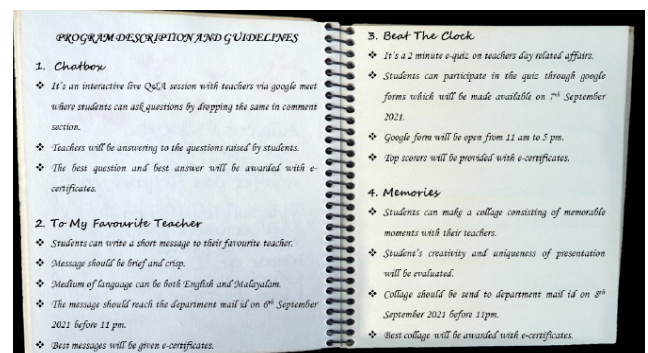 PROGRAM DESCRIPTION AND GUIDELINES
1. Chatbox
❖ It's an interactive live Q&A session with teachers via google meet
where students can ask questions by dropping the same in comment
section.
❖ Teachers will be answering to the questions raised by students.
❖ The best question and best answer will be awarded with e-
certificates.
2. To My Favourite Teacher
❖ Students can write a short message to their favourite teacher.
❖ Message should be brief and crisp.
❖ Medium of language can be both English and Malayalam.
❖ The message should reach the department mail id on 6th September
2021 before 11 pm.
❖ Best messages will be given e-certificates.
3. Beat The Clock
❖ It's a 2 minute e-quiz on teachers day related affairs.
❖ Students can participate in the quiz through google
forms which will be made available on 7th September
2021.
❖ Google form will be open from 11 am to 5 pm.
❖ Top scorers will be provided with e-certificates.
4. Memories
❖ Students can make a collage consisting of memorable
moments with their teachers.
❖ Student's creativity and uniqueness of presentation
will be evaluated.
❖ Collage should be send to department mail id on 8th
September 2021 before 11pm.
❖ Best collage will be awarded with e-certificates.